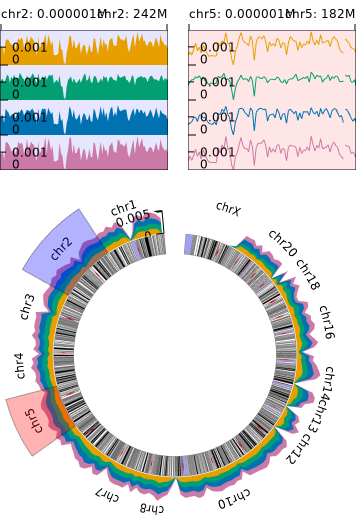 chr2: 0.000001M
chr2: 242M
chr5: 0.000001M
chr5: 182M
0.001
0
0.001
0
0.001
0
0.001
0.001
0
0.001
0
0.001
0
0.001
chr1
0.005
0
chrX
chr2
chr20
chr18
chr3
chr16
chr4
chr14
chr5
chr13
chr12
chr7
chr8
chr10